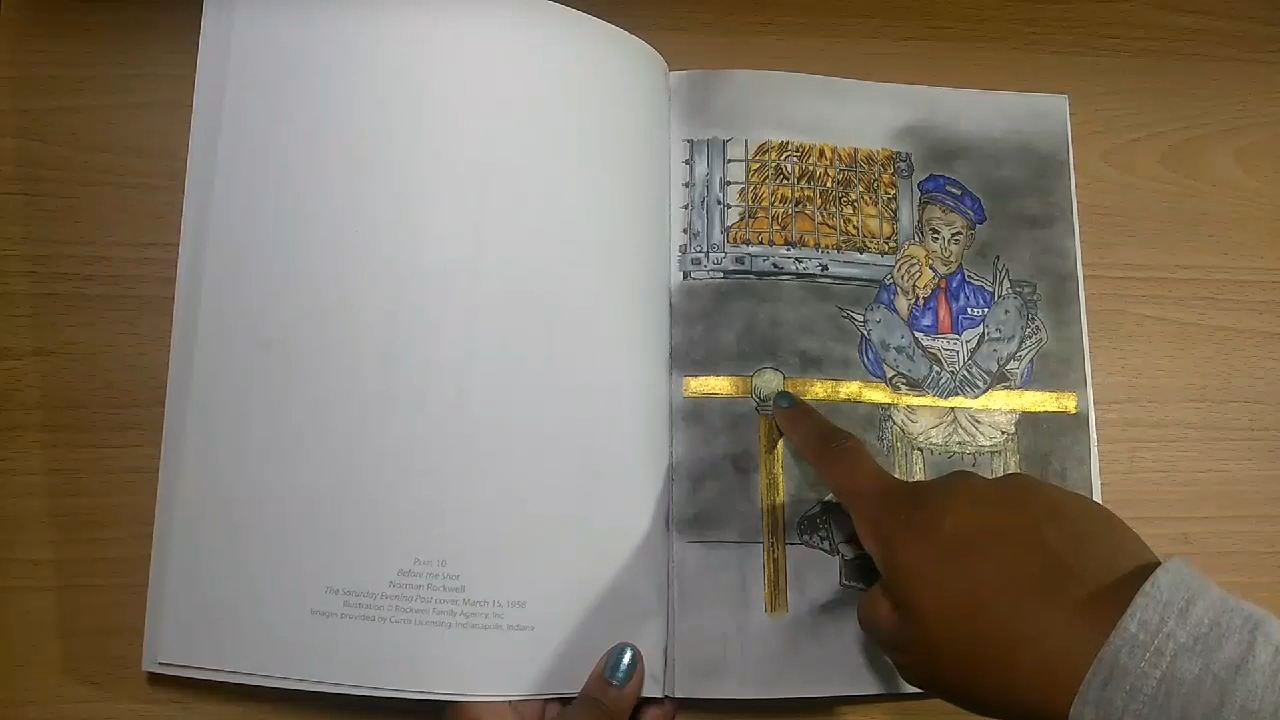 Plate 10
Before the Shot
Norman Rockwell
The Saturday Evening Post cover, March 15, 1958
Illustration © Rockwell Family Agency, Inc.
Images provided by Curtis Licensing, Indianapolis, Indiana